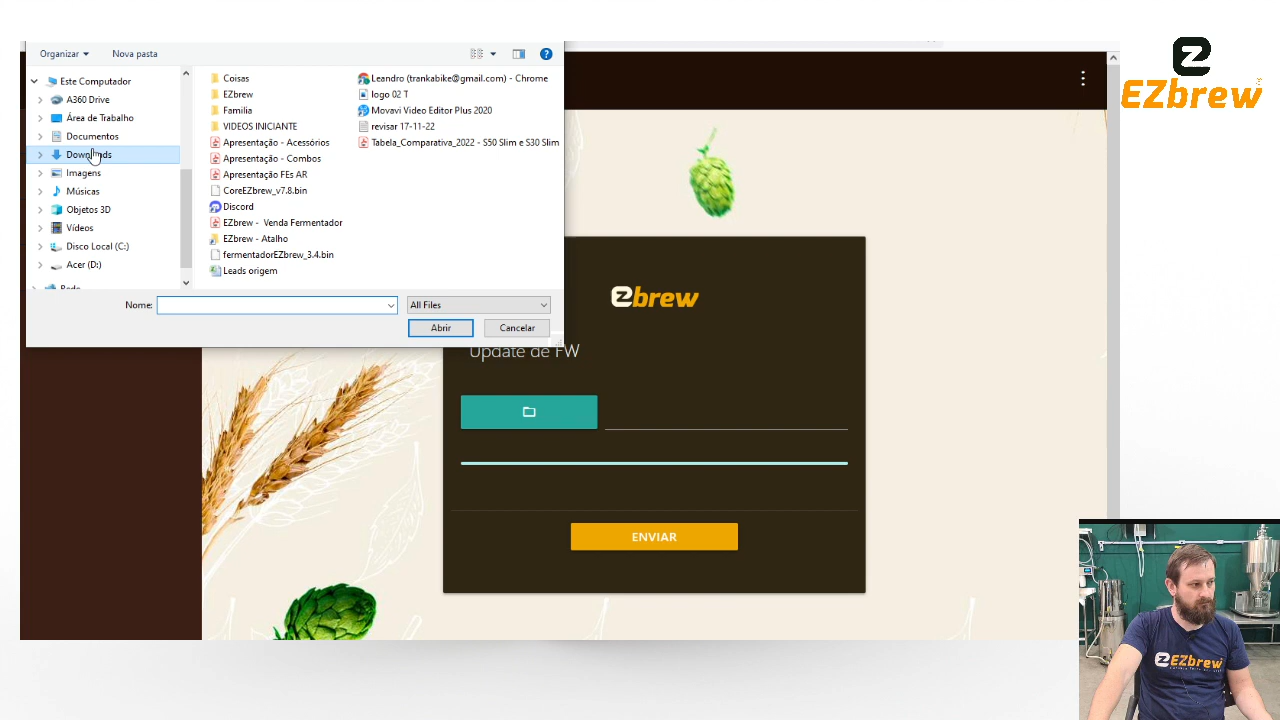 Organizar
Nova pasta
Este Computador
A360 Drive
Área de Trabalho
Documentos
Downloads
Imagens
Músicas
Objetos 3D
Vídeos
Disco Local (C:)
Acer (D:)
Rede
Coisas
EZbrew
Familia
VIDEOS INICIANTE
Apresentação - Acessórios
Apresentação - Combos
Apresentação FEs AR
CoreEZbrew_v7.8.bin
Discord
EZbrew - Venda Fermentador
EZbrew - Atalho
fermentadorEZbrew_3.4.bin
Leads origem
Leandro (trankabike@gmail.com) - Chrome
logo 02 T
Movavi Video Editor Plus 2020
revisar 17-11-22
Tabela_Comparativa_2022 - S50 Slim e S30 Slim
Nome:
All Files
Abrir
Cancelar
EZbrew
Zbrew
Update de FW
ENVIAR
EZbrew